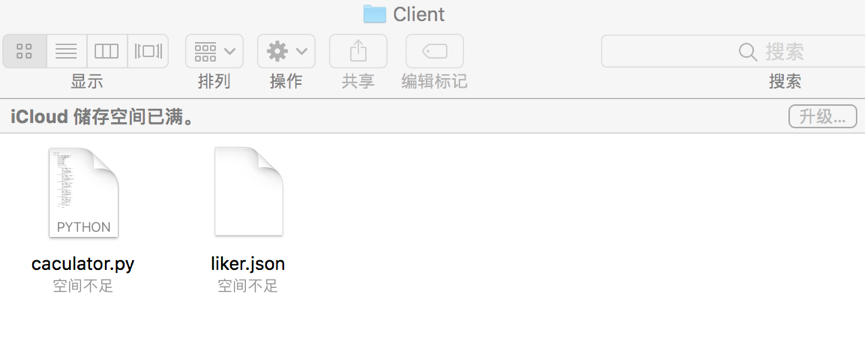 Client
显示
排列
操作
共享
编辑标记
搜索
搜索
iCloud 储存空间已满。
升级...
PYTHON
caculator.py
空间不足
liker.json
空间不足